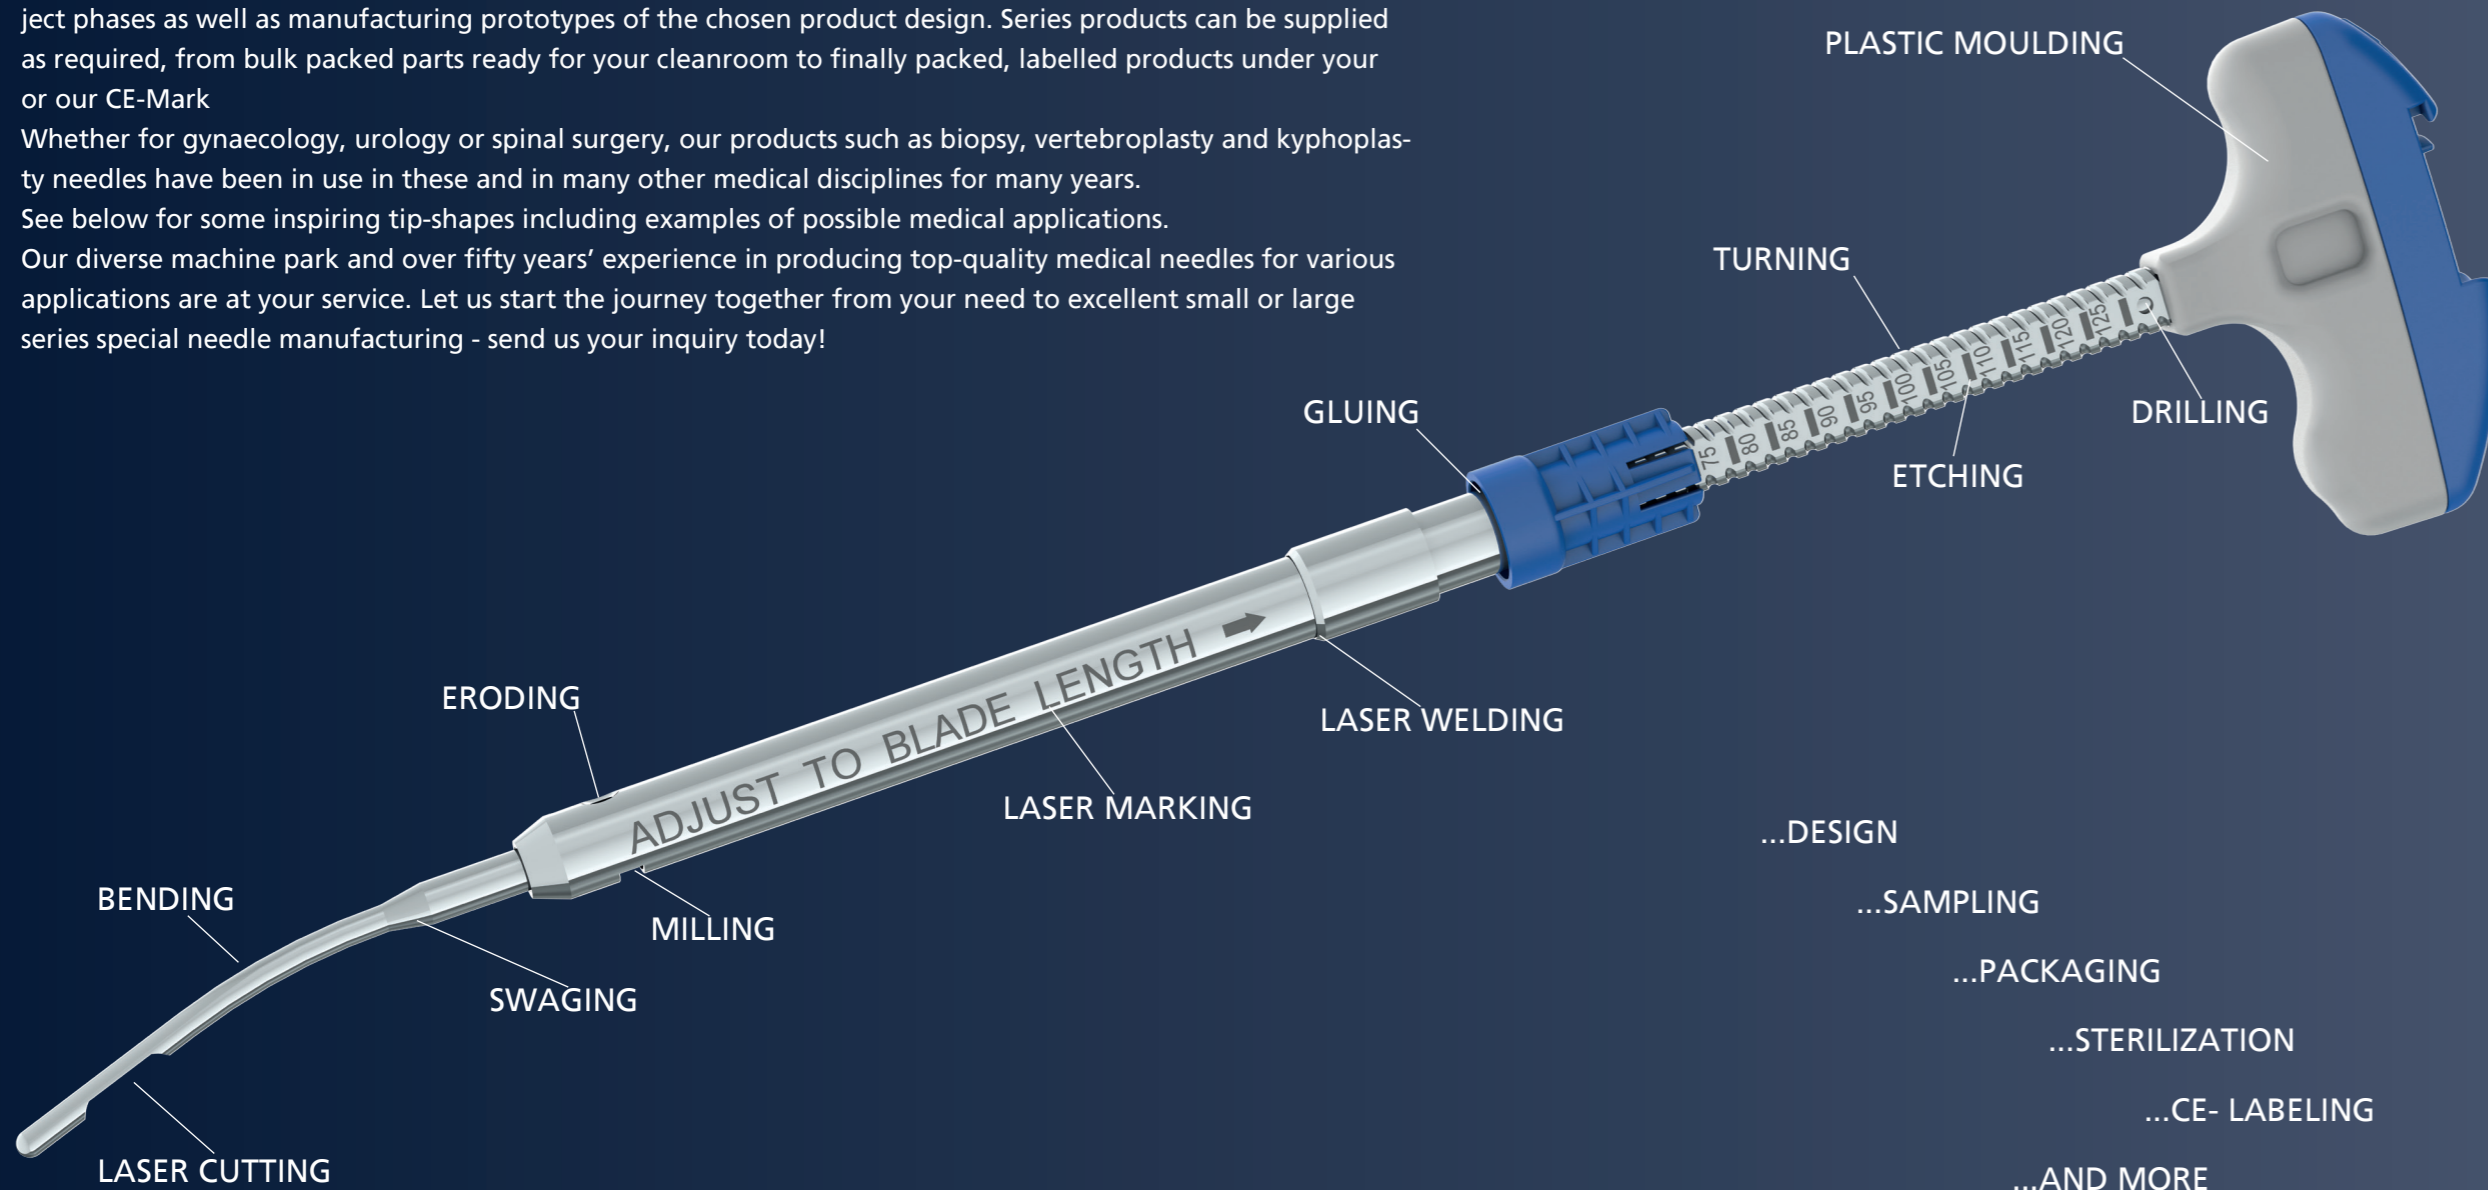 ject phases as well as manufacturing prototypes of the chosen product design. Series products can be supplied
as required, from bulk packed parts ready for your cleanroom to finally packed, labelled products under your
or our CE-Mark
Whether for gynaecology, urology or spinal surgery, our products such as biopsy, vertebroplasty and kyphoplas-
ty needles have been in use in these and in many other medical disciplines for many years.
See below for some inspiring tip-shapes including examples of possible medical applications.
Our diverse machine park and over fifty years’ experience in producing top-quality medical needles for various
applications are at your service. Let us start the journey together from your need to excellent small or large
series special needle manufacturing - send us your inquiry today!
PLASTIC MOULDING
TURNING
DRILLING
ETCHING
75 80 85 90 95 100 105 110 115 120 125
GLUING
LASER WELDING
ADJUST TO BLADE LENGTH
LASER MARKING
ERODING
MILLING
BENDING
SWAGING
LASER CUTTING
...DESIGN
...SAMPLING
...PACKAGING
...STERILIZATION
...CE- LABELING
...AND MORE